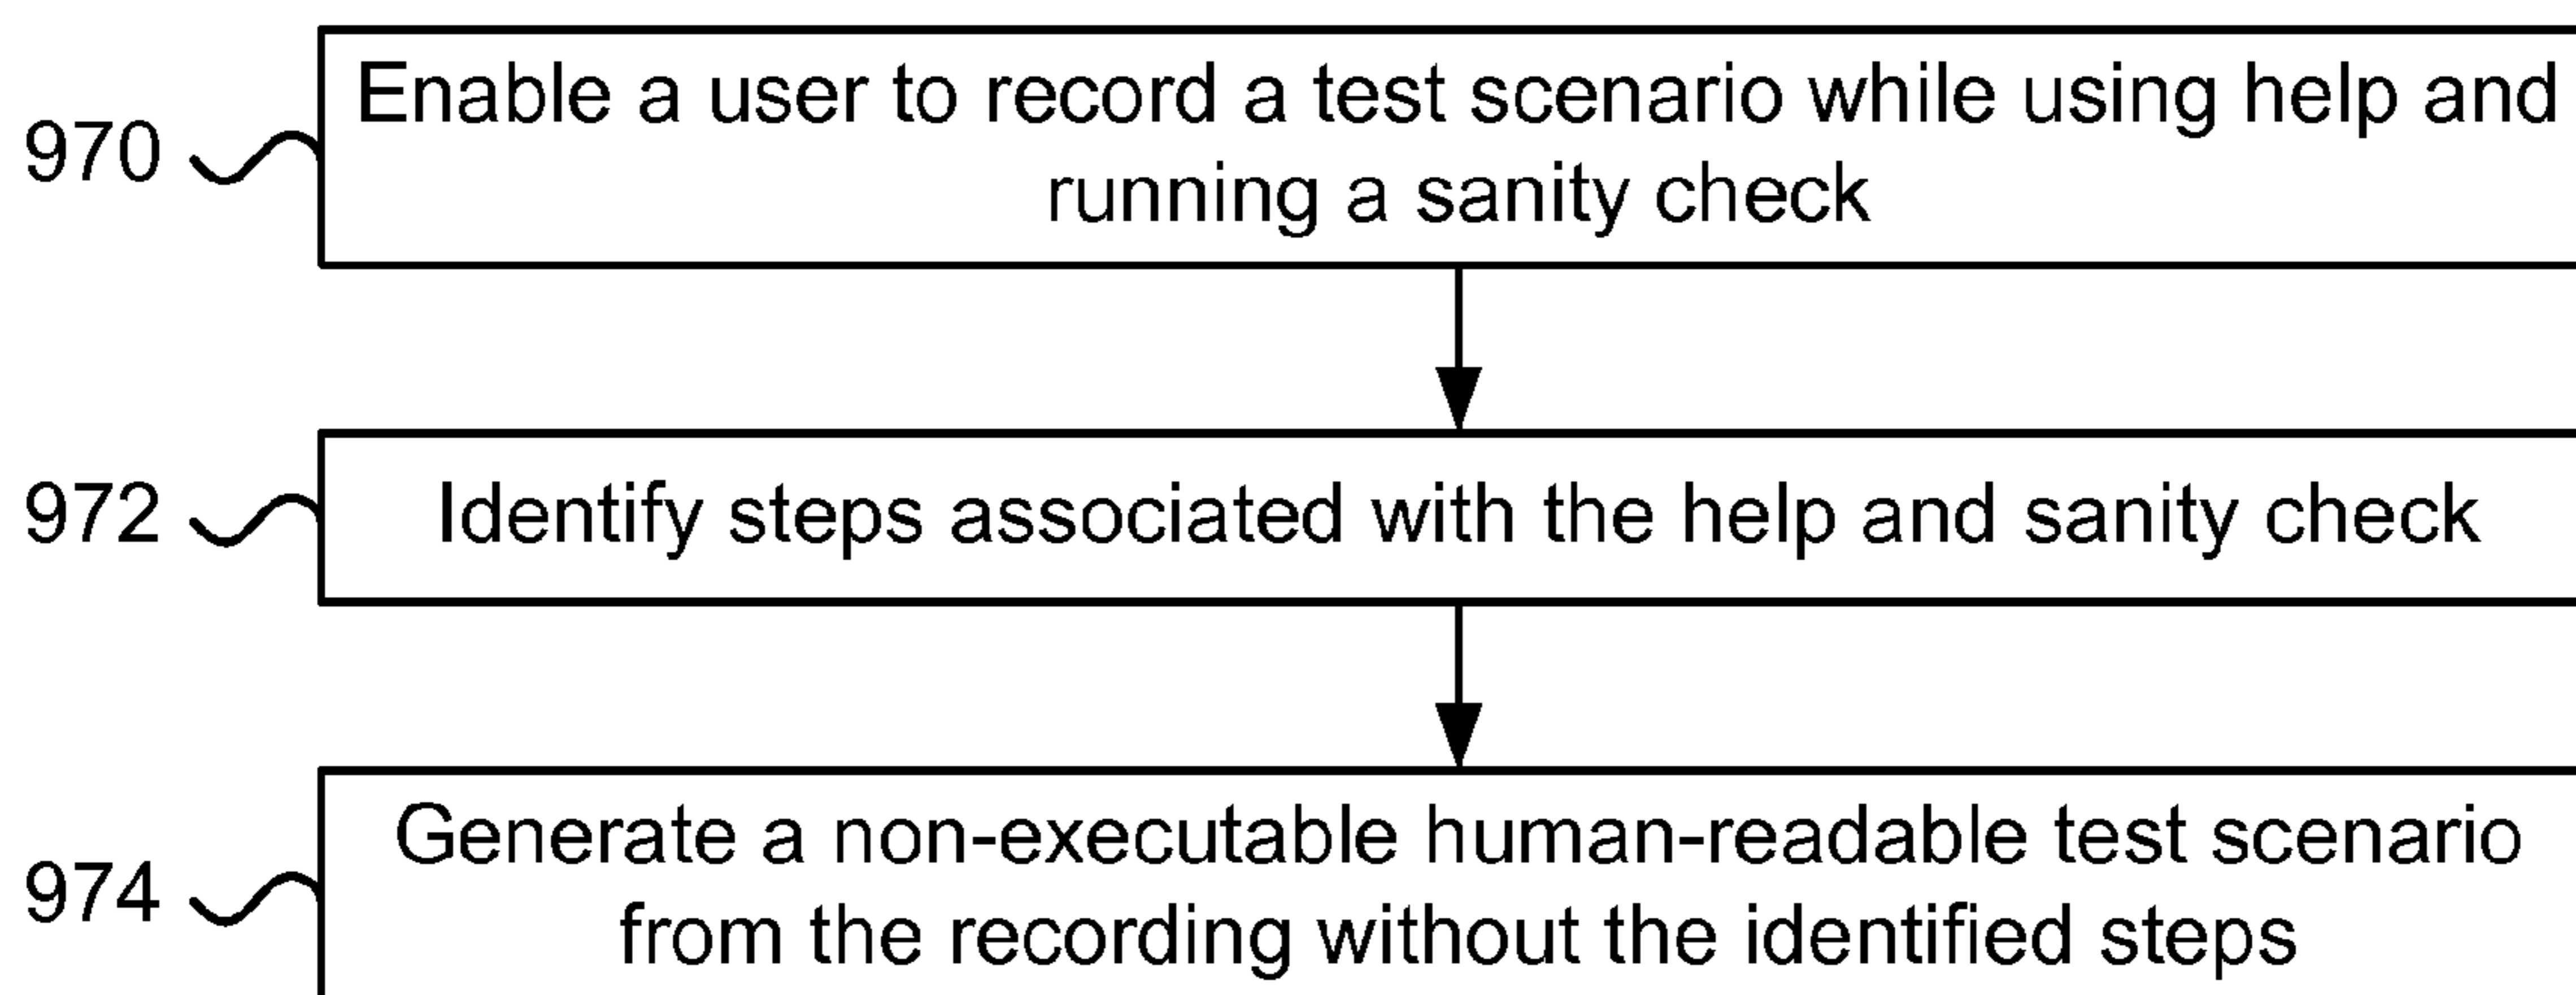 Enable a user to record a test scenario while using help and
970
running a sanity check
972
Identify steps associated with the help and sanity check
Generate a non-executable human-readable test scenario
974
from the recording without the identified steps